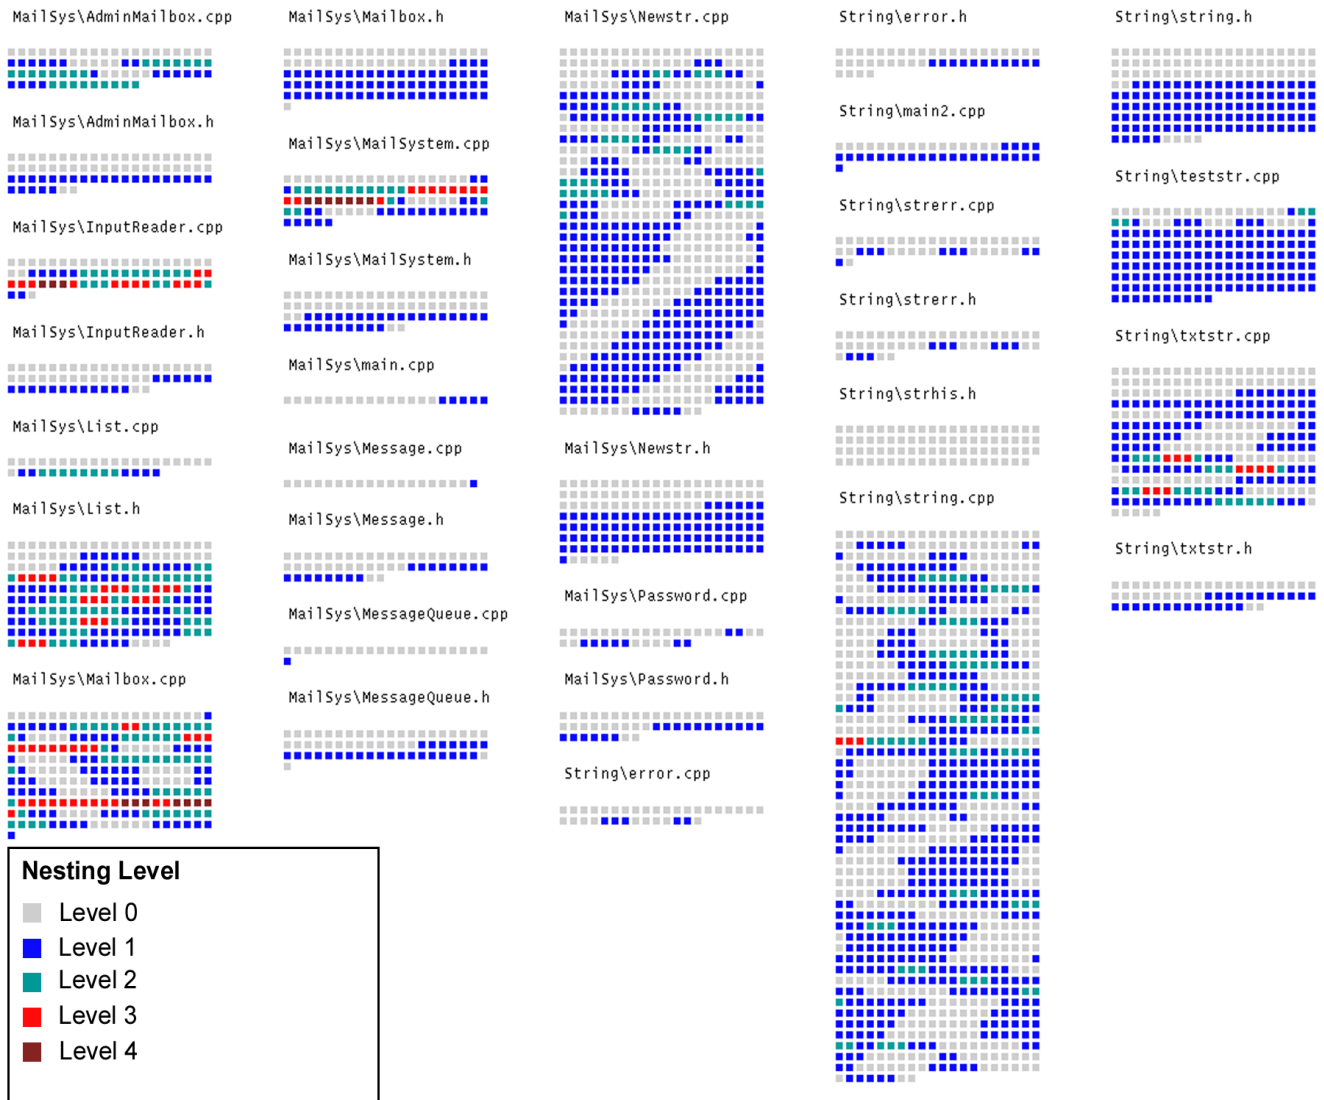 MailSys\AdminMailbox.cpp
MailSys\AdminMailbox.h
MailSys\InputReader.cpp
MailSys\InputReader.h
MailSys\List.cpp
MailSys\List.h
MailSys\Mailbox.cpp
MailSys\Mailbox.h
MailSys\MailSystem.cpp
MailSys\MailSystem.h
MailSys\main.cpp
MailSys\Message.cpp
MailSys\Message.h
MailSys\MessageQueue.cpp
MailSys\MessageQueue.h
MailSys\Newstr.cpp
MailSys\Newstr.h
MailSys\Password.cpp
MailSys\Password.h
String\error.cpp
String\error.h
String\main2.cpp
String\strerr.cpp
String\strerr.h
String\strhis.h
String\string.cpp
String\string.h
String\teststr.cpp
String\txtstr.cpp
String\txtstr.h
Nesting Level
Level 0
Level 1
Level 2
Level 3
Level 4